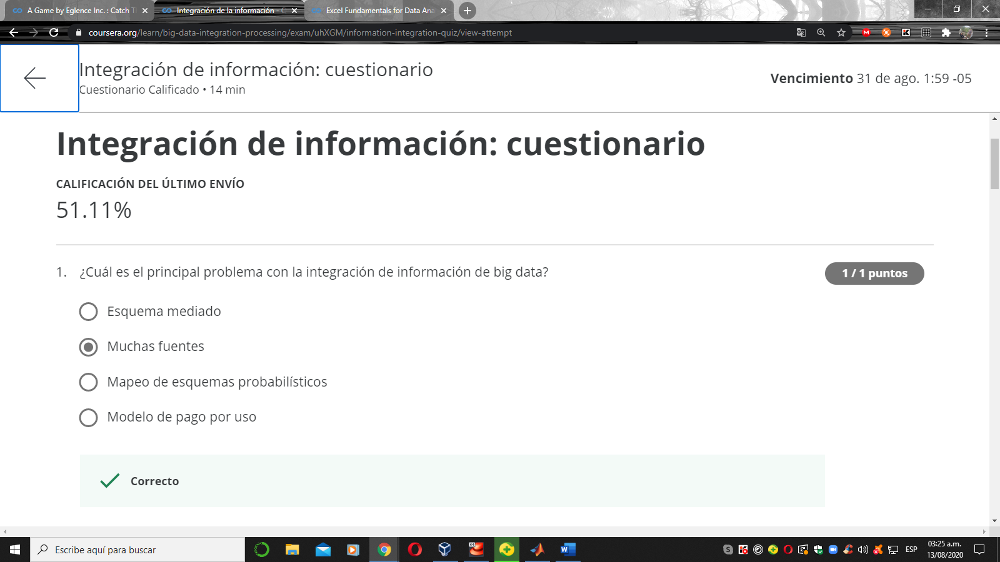 A Game by Eglence Inc. : Catch Th
Integración de la información - C
Excel Fundamentals for Data Ana
coursera.org/learn/big-data-integration-processing/exam/uhXGM/information-integration-quiz/view-attempt
Integración de información: cuestionario
Cuestionario Calificado • 14 min
Vencimiento 31 de ago. 1:59 -05
Integración de información: cuestionario
CALIFICACIÓN DEL ÚLTIMO ENVÍO
51.11%
1. ¿Cuál es el principal problema con la integración de información de big data?
1 / 1 puntos
Esquema mediado
Muchas fuentes
Mapeo de esquemas probabilísticos
Modelo de pago por uso
Correcto
Escribe aquí para buscar
ESP
03:25 a.m.
13/08/2020